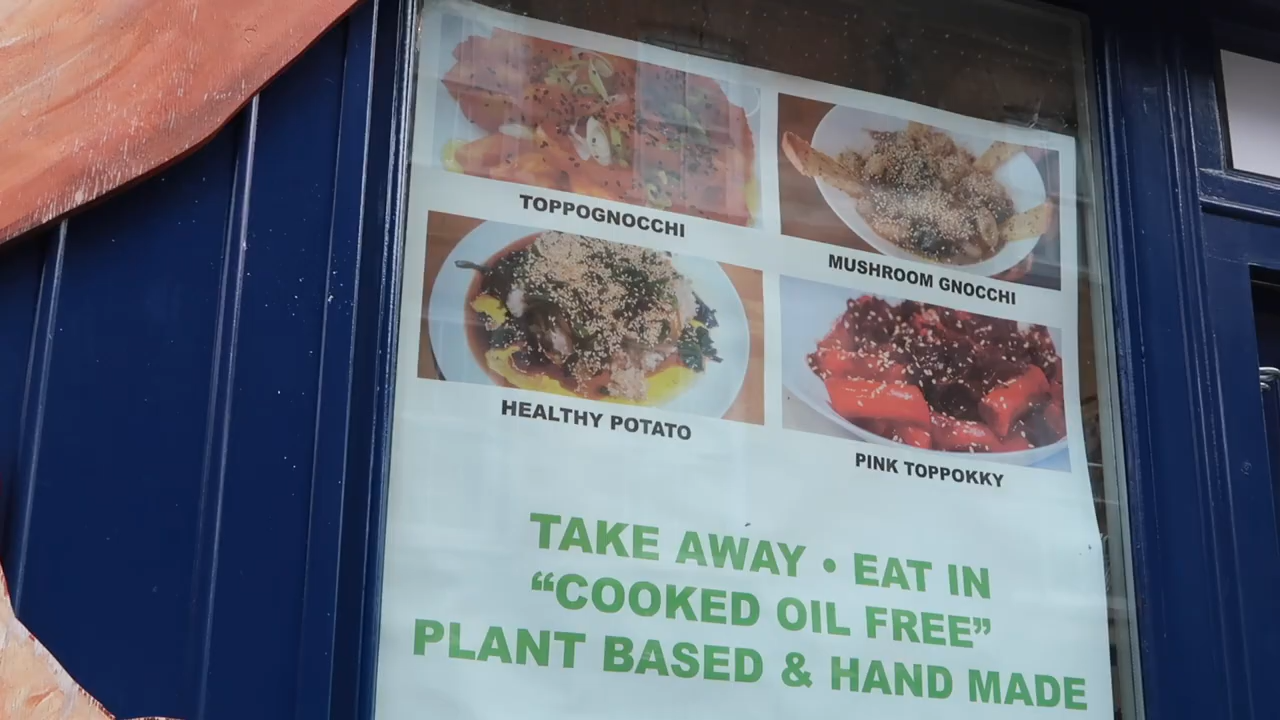 TOPPOGNOCCHI
MUSHROOM GNOCCHI
HEALTHY POTATO
PINK TOPPOKKY
TAKE AWAY • EAT IN
“COOKED OIL FREE”
PLANT BASED & HAND MADE